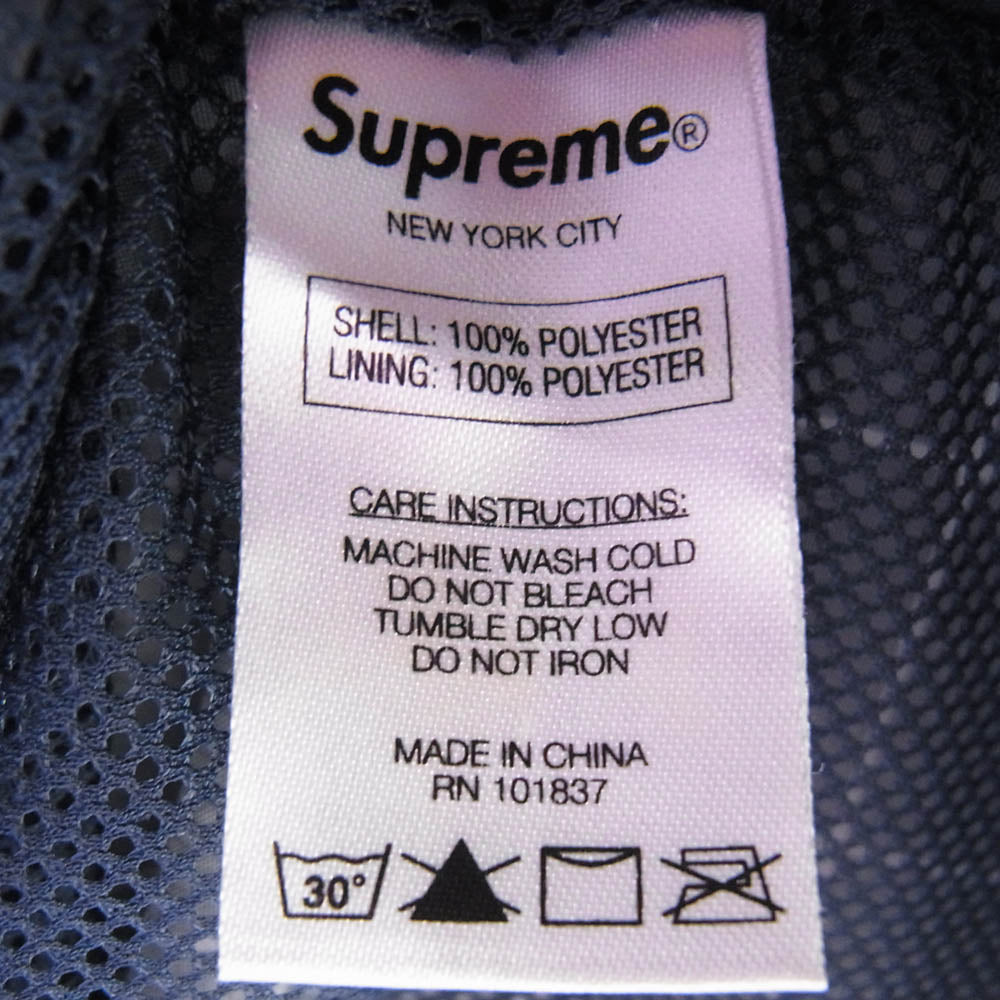 Supreme®
NEW YORK CITY
SHELL: 100% POLYESTER
LINING: 100% POLYESTER
CARE INSTRUCTIONS:
MACHINE WASH COLD
DO NOT BLEACH
TUMBLE DRY LOW
DO NOT IRON
MADE IN CHINA
RN 101837
30°